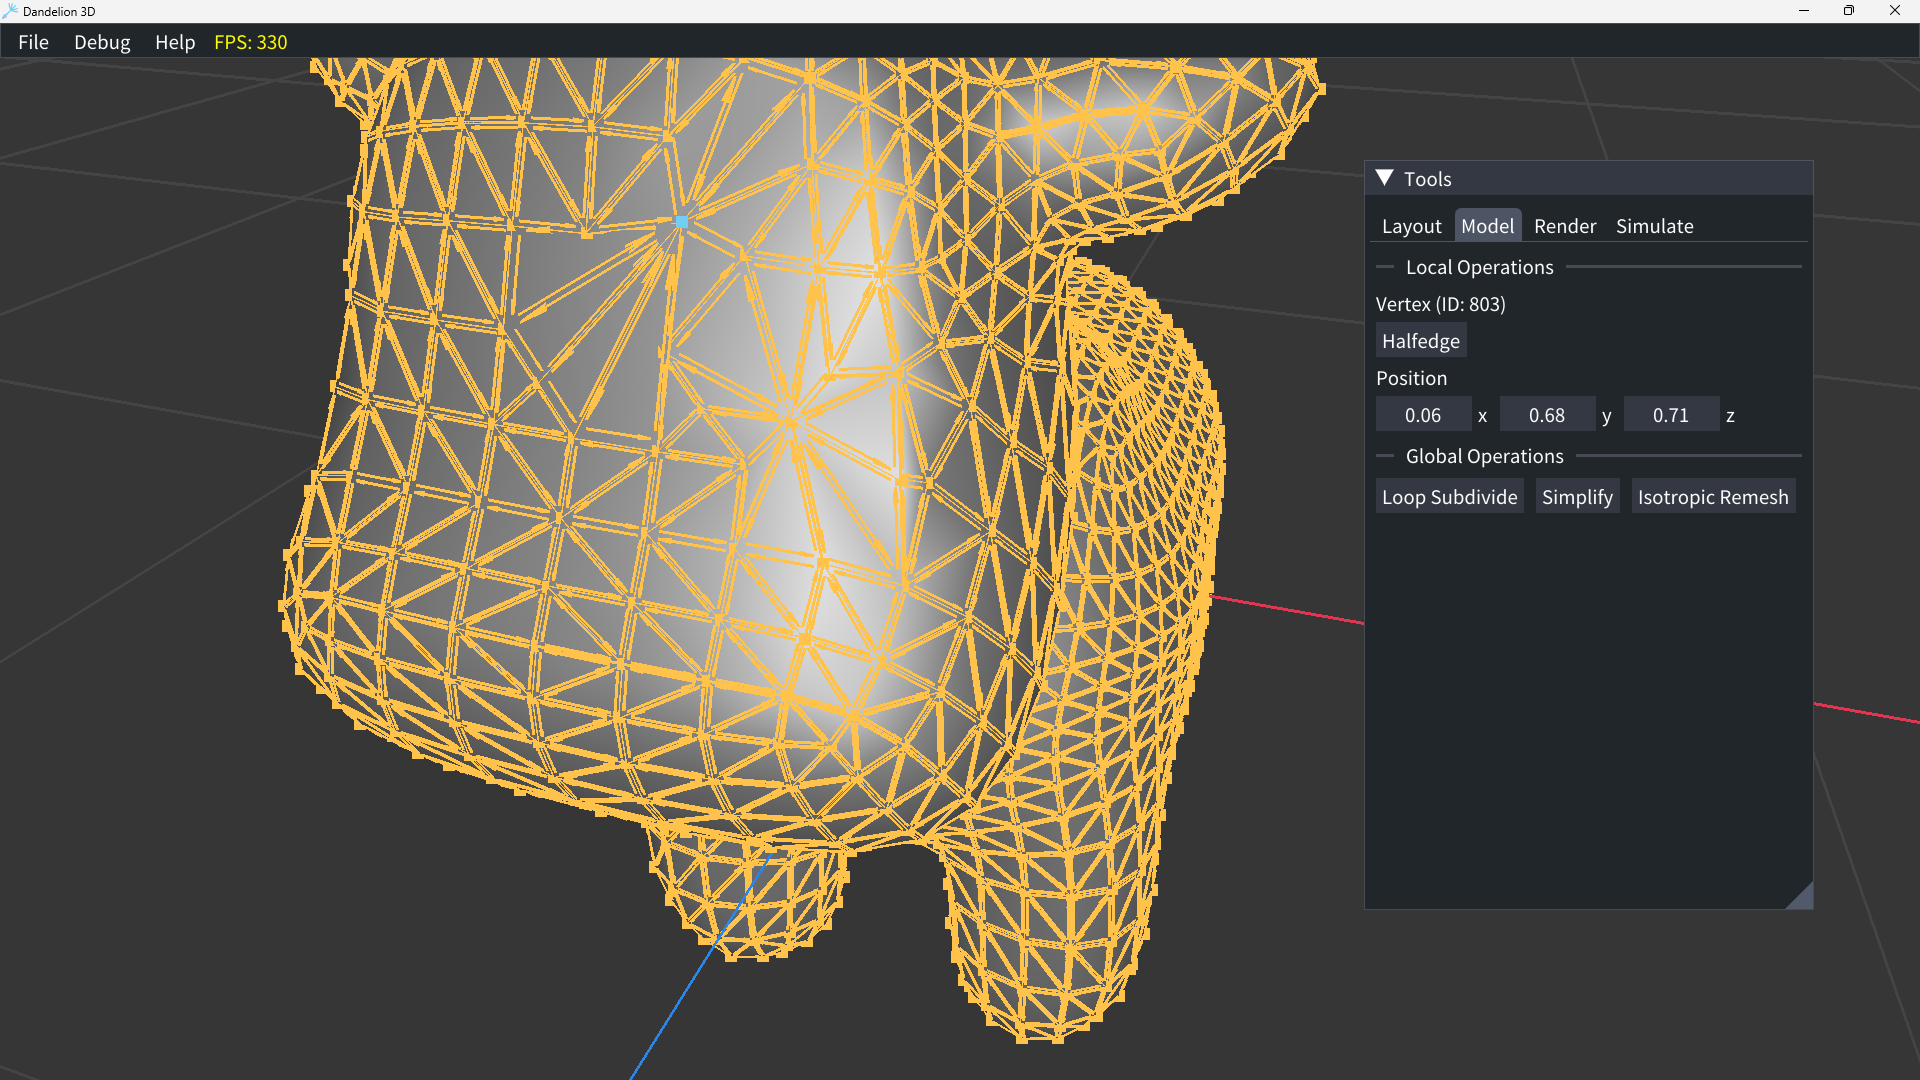 Dandelion 3D
File Debug Help FPS: 330
Tools
Layout Model Render Simulate
Local Operations
Vertex (ID: 803)
Halfedge
Position
0.06 x 0.68 y 0.71 z
Global Operations
Loop Subdivide Simplify Isotropic Remesh